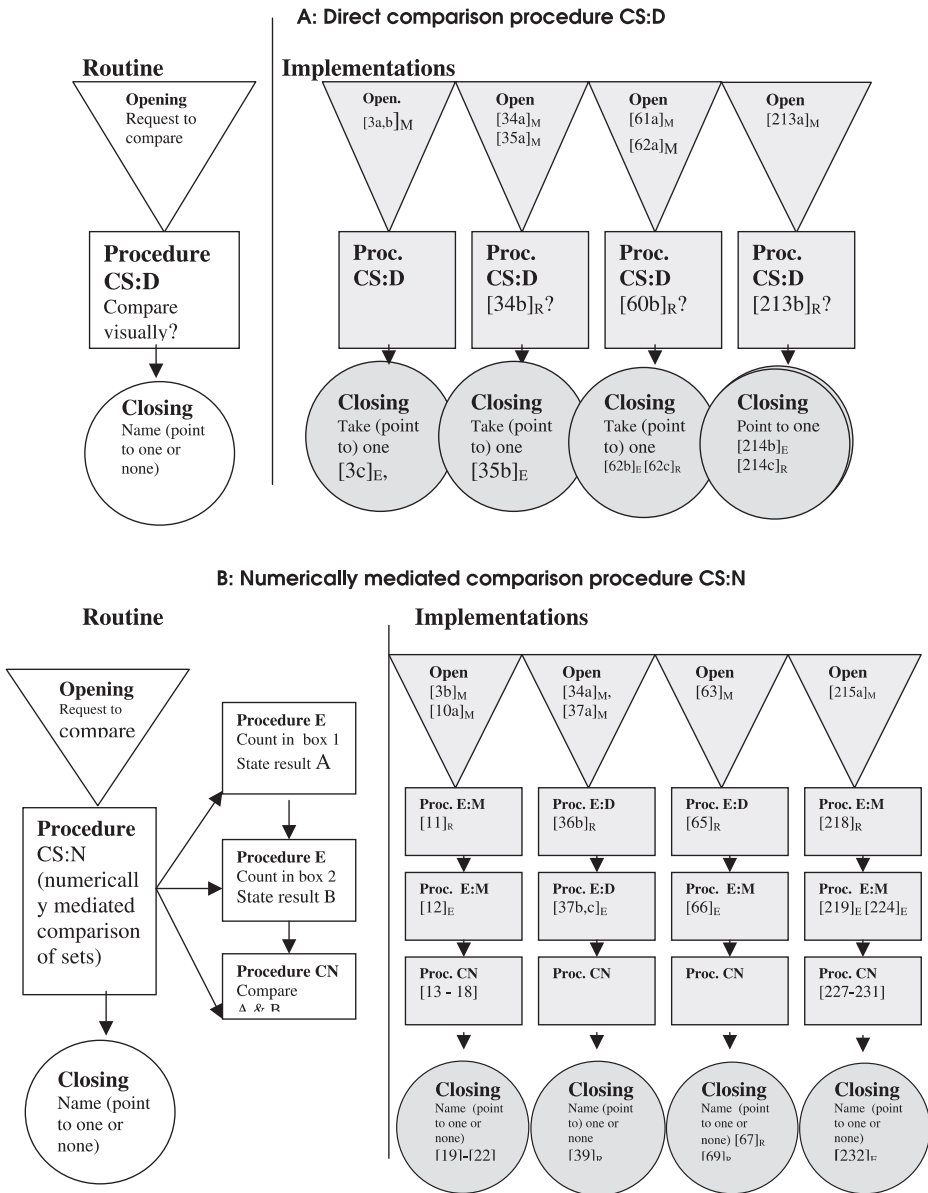 A: Direct comparison procedure CS:D
Routine
Implementations
Opening
Request to
compare
Procedure
CS:D
Compare
visually?
Closing
Name (point
to one or
none)
Open.
[3a,b]M
Proc.
CS:D
Closing
Take (point
to) one
[3c]E,
Open
[34a]M
[35a]M
Proc.
CS:D
[34b]R?
Closing
Take (point
to) one
[35b]E
Open
[61a]M
[62a]M
Proc.
CS:D
[60b]R?
Closing
Take (point
to) one
[62b]E [62c]R
Open
[213a]M
Proc.
CS:D
[213b]R?
Closing
Point to one
[214b]E
[214c]R
B: Numerically mediated comparison procedure CS:N
Routine
Implementations
Opening
Request to
compare
Procedure
CS:N
(numericall
y mediated
comparison
of sets)
Closing
Name (point
to one or
none)
Procedure E
Count in box 1
State result A
Procedure E
Count in box 2
State result B
Procedure CN
Compare
A & B
Open
[3b]M
[10a]M
Proc. E:M
[11]R
Proc. E:M
[12]E
Proc. CN
[13 - 18]
Closing
Name (point
to one or
none)
[19]-[22]
Open
[34a]M,
[37a]M
Proc. E:D
[36b]R
Proc. E:D
[37b,c]E
Proc. CN
Closing
Name (point
to) one or
none
[39]R
Open
[63]M
Proc. E:D
[65]R
Proc. E:M
[66]E
Proc. CN
Closing
Name (point
to one or
none) [67]R
[69]R
Open
[215a]M
Proc. E:M
[218]R
Proc. E:M
[219]E [224]E
Proc. CN
[227-231]
Closing
Name (point
to one or
none)
[232]E